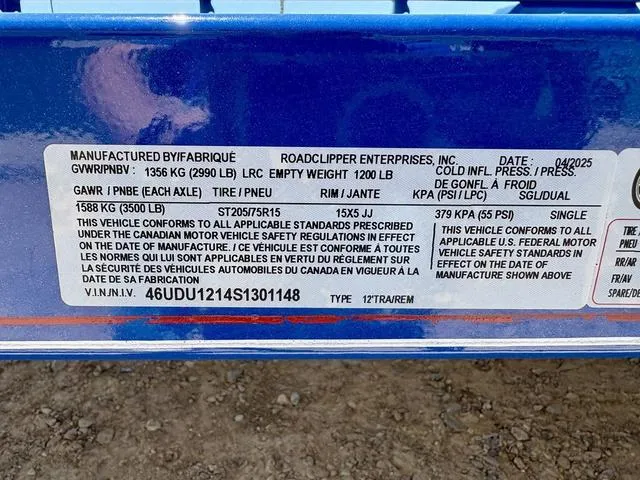 MANUFACTURED BY/FABRIQUÉ ROADCLIPPER ENTERPRISES, INC. DATE : 04/2025
GVWR/PNBV : 1356 KG (2990 LB) LRC EMPTY WEIGHT 1200 LB COLD INFL. PRESS./ PRESS.
DE GONFL. À FROID
GAWR / PNBE (EACH AXLE) TIRE / PNEU RIM / JANTE KPA (PSI / LPC) SGL/DUAL
1588 KG (3500 LB) ST205/75R15 15X5 JJ 379 KPA (55 PSI) SINGLE
THIS VEHICLE CONFORMS TO ALL APPLICABLE STANDARDS PRESCRIBED
UNDER THE CANADIAN MOTOR VEHICLE SAFETY REGULATIONS IN EFFECT
ON THE DATE OF MANUFACTURE. / CE VÉHICULE EST CONFORME À TOUTES
LES NORMES QUI LUI SONT APPLICABLES EN VERTU DU RÈGLEMENT SUR
LA SÉCURITÉ DES VÉHICULES AUTOMOBILES DU CANADA EN VIGUEUR À LA
DATE DE SA FABRICATION
THIS VEHICLE CONFORMS TO ALL
APPLICABLE U.S. FEDERAL MOTOR
VEHICLE SAFETY STANDARDS IN
EFFECT ON THE DATE OF
MANUFACTURE SHOWN ABOVE
V.I.N./N.I.V. 46UDU1214S1301148 TYPE 12'TRA/REM
TIRE
PNEU
RR/AR
FR/AV
SPARE/DE